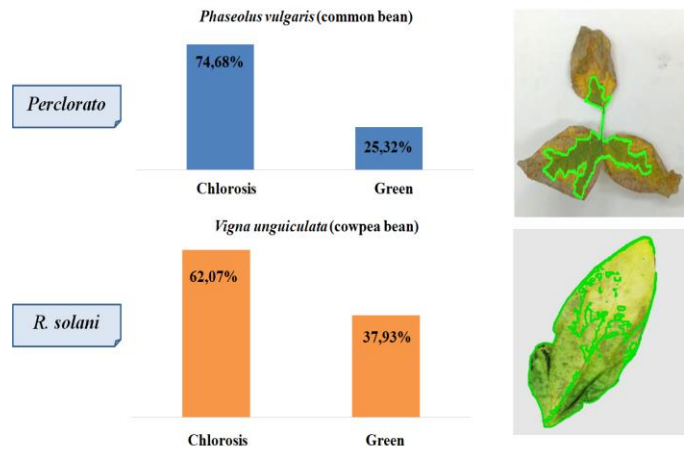 Phaseolus vulgaris (common bean)
Perclorato
74,68%
25,32%
Chlorosis
Green
Vigna unguiculata (cowpea bean)
R. solani
62,07%
37,93%
Chlorosis
Green